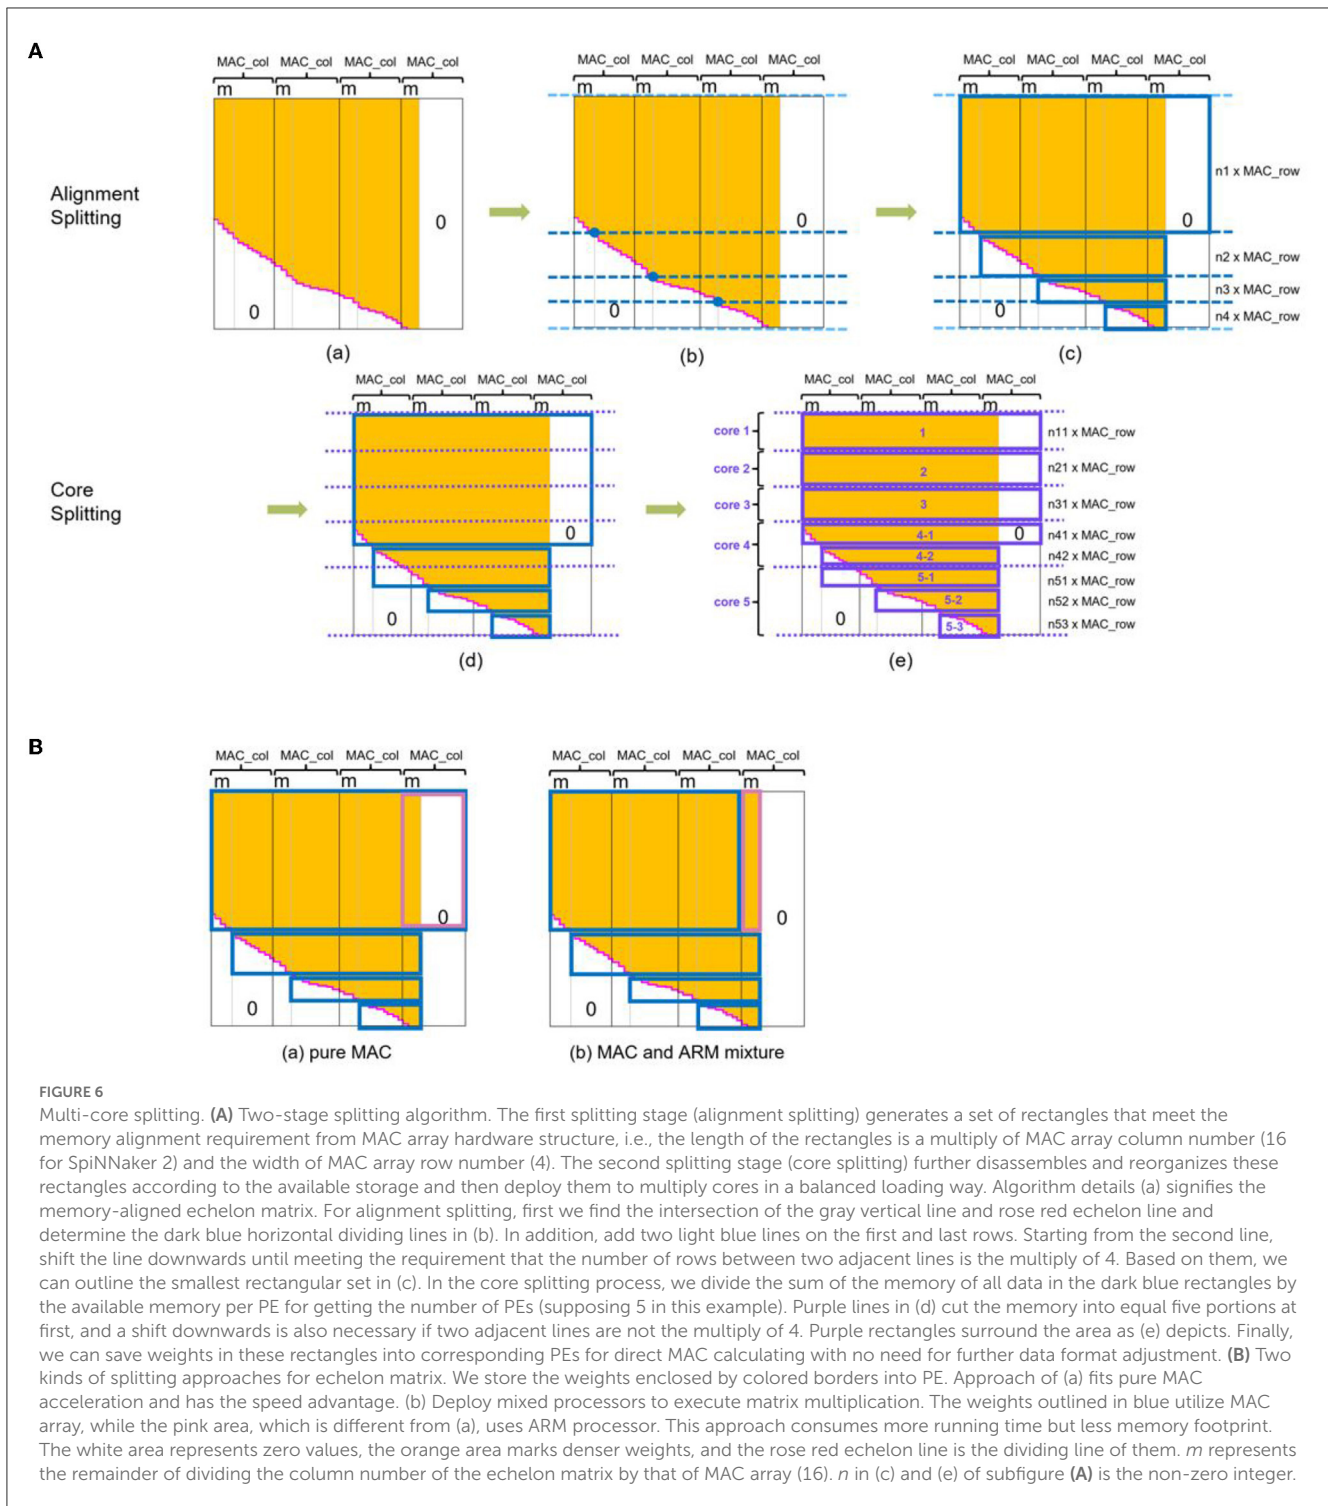 A
MAC_col MAC_col MAC_col MAC_col
m m m m
0
0
(a)
MAC_col MAC_col MAC_col MAC_col
m m m m
0
0
(b)
MAC_col MAC_col MAC_col MAC_col
m m m m
n1 x MAC_row
0
n2 x MAC_row
n3 x MAC_row
0
n4 x MAC_row
(c)
Alignment
Splitting
MAC_col MAC_col MAC_col MAC_col
m m m m
0
0
(d)
MAC_col MAC_col MAC_col MAC_col
m m m m
core 1 1 n11 x MAC_row
core 2 2 n21 x MAC_row
core 3 3 n31 x MAC_row
core 4 4-1 0 n41 x MAC_row
4-2 n42 x MAC_row
5-1 n51 x MAC_row
core 5 5-2 n52 x MAC_row
0 5-3 n53 x MAC_row
(e)
Core
Splitting
B
MAC_col MAC_col MAC_col MAC_col
m m m m
0
0
(a) pure MAC
MAC_col MAC_col MAC_col MAC_col
m m m m
0
0
(b) MAC and ARM mixture
FIGURE 6
Multi-core splitting. (A) Two-stage splitting algorithm. The first splitting stage (alignment splitting) generates a set of rectangles that meet the
memory alignment requirement from MAC array hardware structure, i.e., the length of the rectangles is a multiply of MAC array column number (16
for SpiNNaker 2) and the width of MAC array row number (4). The second splitting stage (core splitting) further disassembles and reorganizes these
rectangles according to the available storage and then deploy them to multiply cores in a balanced loading way. Algorithm details (a) signifies the
memory-aligned echelon matrix. For alignment splitting, first we find the intersection of the gray vertical line and rose red echelon line and
determine the dark blue horizontal dividing lines in (b). In addition, add two light blue lines on the first and last rows. Starting from the second line,
shift the line downwards until meeting the requirement that the number of rows between two adjacent lines is the multiply of 4. Based on them, we
can outline the smallest rectangular set in (c). In the core splitting process, we divide the sum of the memory of all data in the dark blue rectangles by
the available memory per PE for getting the number of PEs (supposing 5 in this example). Purple lines in (d) cut the memory into equal five portions at
first, and a shift downwards is also necessary if two adjacent lines are not the multiply of 4. Purple rectangles surround the area as (e) depicts. Finally,
we can save weights in these rectangles into corresponding PEs for direct MAC calculating with no need for further data format adjustment. (B) Two
kinds of splitting approaches for echelon matrix. We store the weights enclosed by colored borders into PE. Approach of (a) fits pure MAC
acceleration and has the speed advantage. (b) Deploy mixed processors to execute matrix multiplication. The weights outlined in blue utilize MAC
array, while the pink area, which is different from (a), uses ARM processor. This approach consumes more running time but less memory footprint.
The white area represents zero values, the orange area marks denser weights, and the rose red echelon line is the dividing line of them. m represents
the remainder of dividing the column number of the echelon matrix by that of MAC array (16). n in (c) and (e) of subfigure (A) is the non-zero integer.